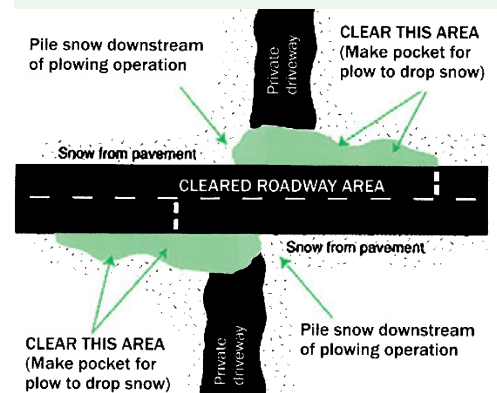 Pile snow downstream
of plowing operation
Private
driveway
CLEAR THIS AREA
(Make pocket for
plow to drop snow)
Snow from pavement
CLEARED ROADWAY AREA
Snow from pavement
CLEAR THIS AREA
(Make pocket for
plow to drop snow)
Private
driveway
Pile snow downstream
of plowing operation